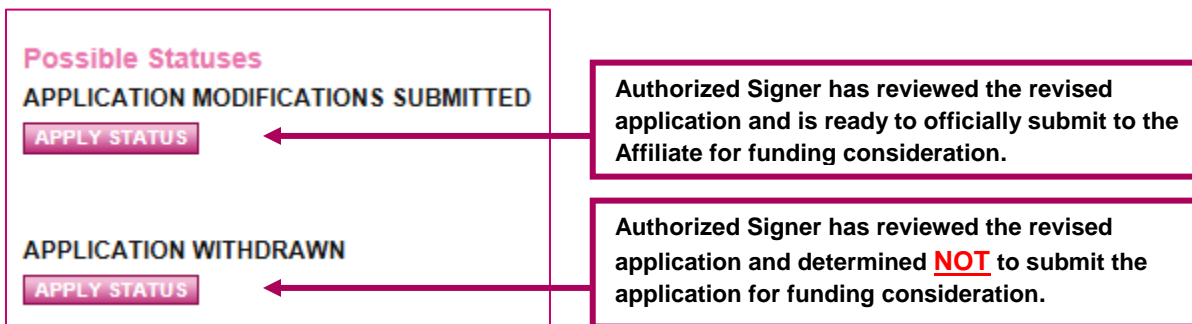 Possible Statuses
APPLICATION MODIFICATIONS SUBMITTED
APPLY STATUS
Authorized Signer has reviewed the revised
application and is ready to officially submit to the
Affiliate for funding consideration.
APPLICATION WITHDRAWN
APPLY STATUS
Authorized Signer has reviewed the revised
application and determined NOT to submit the
application for funding consideration.